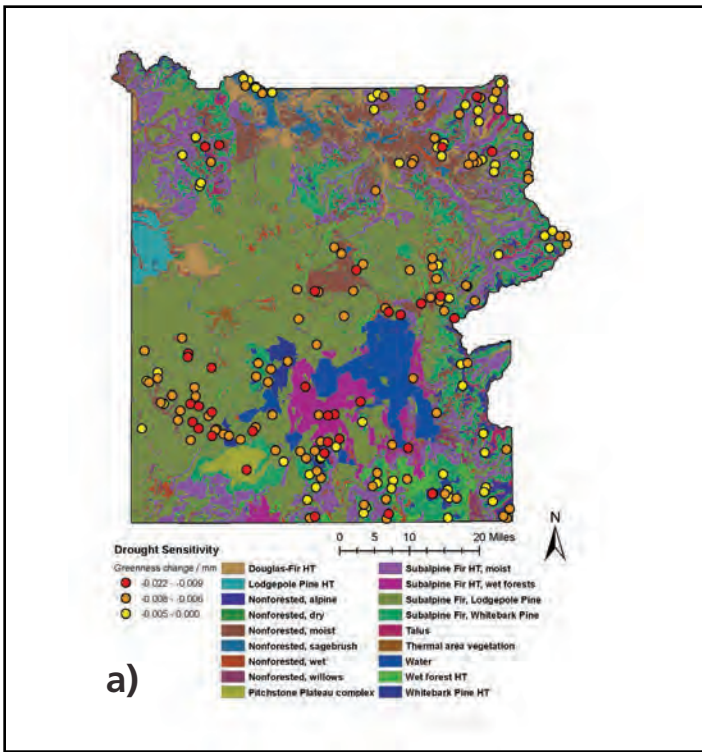 N
0 5 10 20 Miles
Drought Sensitivity
Greenness change / mm
-0.022 - -0.009
-0.008 - -0.006
-0.005 - 0.000
Douglas-Fir HT
Lodgepole Pine HT
Nonforested, alpine
Nonforested, dry
Nonforested, moist
Nonforested, sagebrush
Nonforested, wet
Nonforested, willows
Pitchstone Plateau complex
Subalpine Fir HT, moist
Subalpine Fir HT, wet forests
Subalpine Fir, Lodgepole Pine
Subalpine Fir, Whitebark Pine
Talus
Thermal area vegetation
Water
Wet forest HT
Whitebark Pine HT
a)